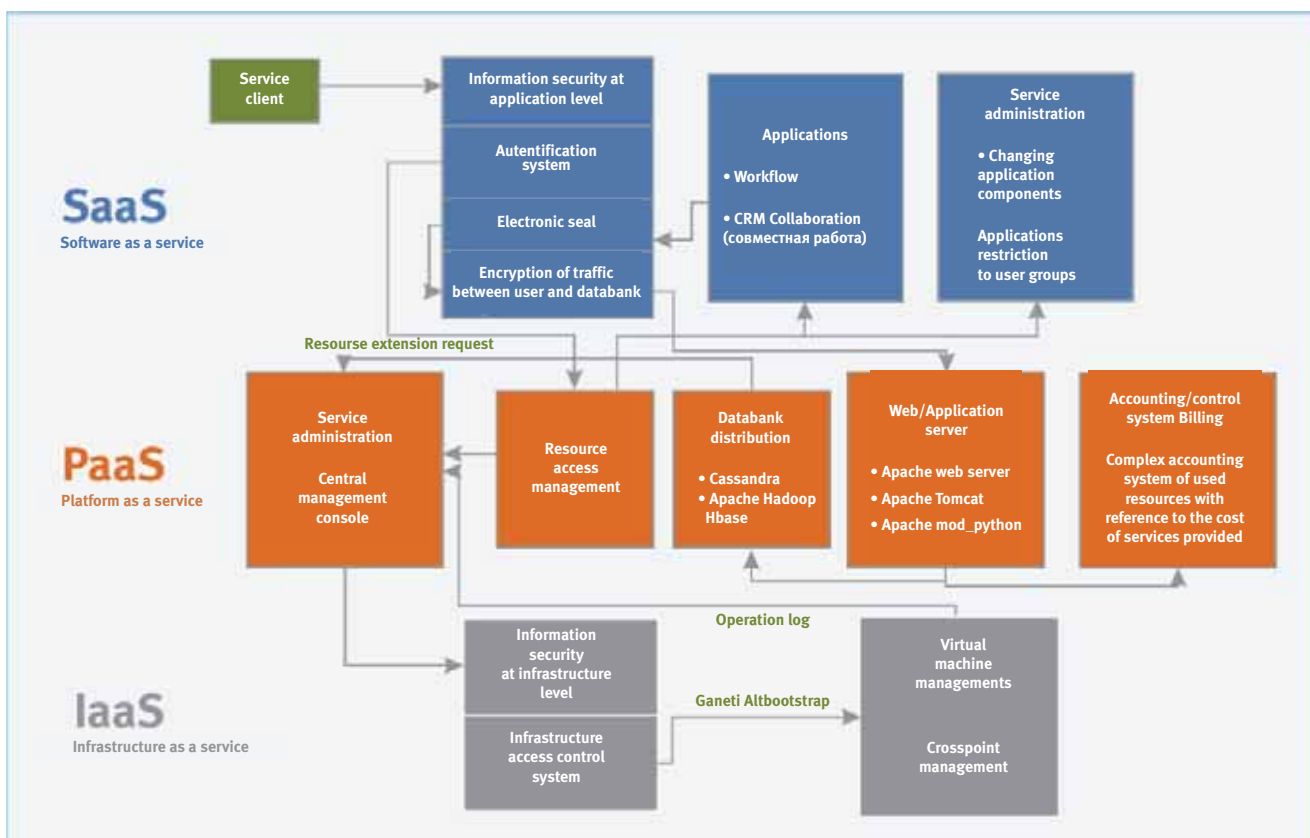 Service
client
Information security at
application level
Autentification
system
Electronic seal
Encryption of traffic
between user and databank
Applications
• Workflow
• CRM Collaboration
(совместная работа)
Service
administration
• Changing
application
components
Applications
restriction
to user groups
SaaS
Software as a service
Resourse extension request
Service
administration
Central
management
console
Resource
access
management
Databank
distribution
• Cassandra
• Apache Hadoop
Hbase
Web/Application
server
• Apache web server
• Apache Tomcat
• Apache mod_python
Accounting/control
system Billing
Complex accounting
system of used
resources with
reference to the cost
of services provided
PaaS
Platform as a service
Operation log
Information
security
at infrastructure
level
Infrastructure
access control
system
Ganeti Altbootstrap
Virtual
machine
managements
Crosspoint
management
IaaS
Infrastructure as a service